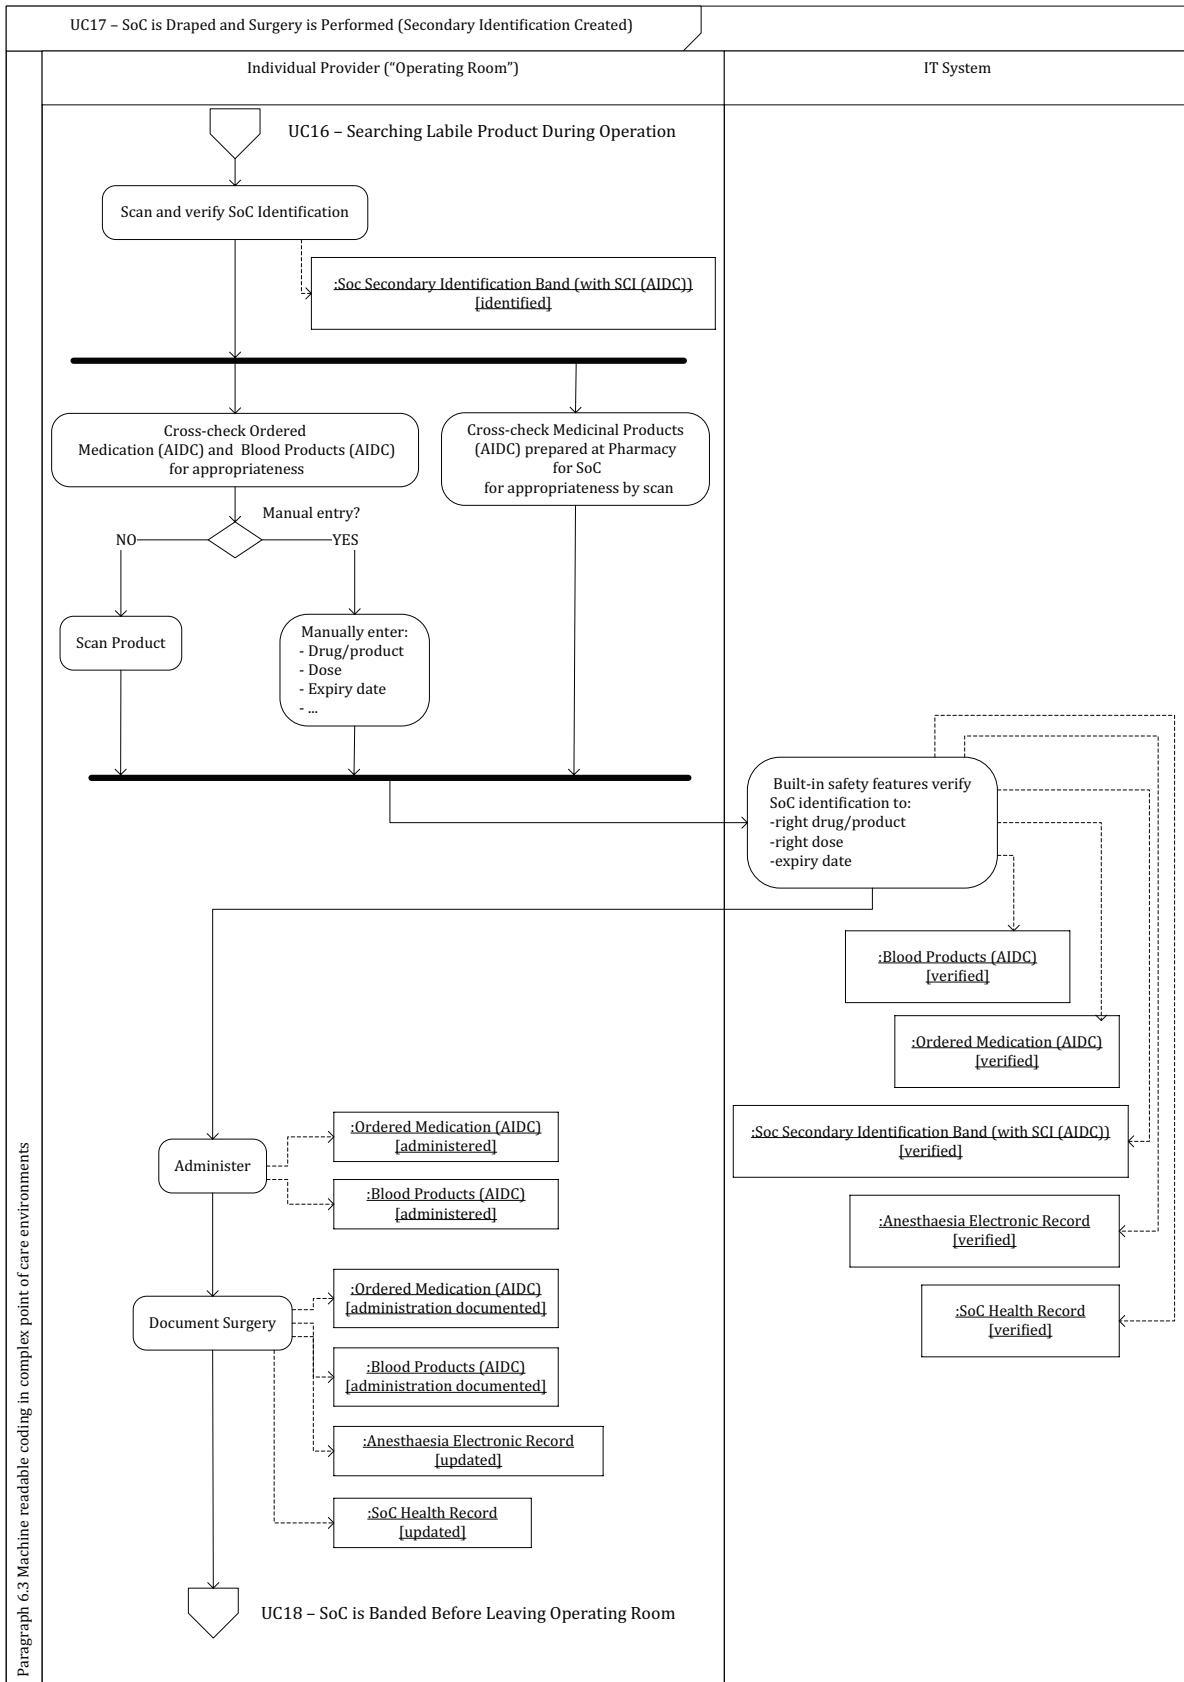 UC17 – SoC is Draped and Surgery is Performed (Secondary Identification Created)
Individual Provider (“Operating Room”)
IT System
UC16 – Searching Labile Product During Operation
Scan and verify SoC Identification
:Soc Secondary Identification Band (with SCI (AIDC))
[identified]
Cross-check Ordered
Medication (AIDC) and Blood Products (AIDC)
for appropriateness
Cross-check Medicinal Products
(AIDC) prepared at Pharmacy
for SoC
for appropriateness by scan
Manual entry?
NO
YES
Scan Product
Manually enter:
- Drug/product
- Dose
- Expiry date
- ...
Built-in safety features verify
SoC identification to:
-right drug/product
-right dose
-expiry date
:Blood Products (AIDC)
[verified]
:Ordered Medication (AIDC)
[verified]
:Soc Secondary Identification Band (with SCI (AIDC))
[verified]
:Anesthaesia Electronic Record
[verified]
:SoC Health Record
[verified]
Administer
:Ordered Medication (AIDC)
[administered]
:Blood Products (AIDC)
[administered]
Document Surgery
:Ordered Medication (AIDC)
[administration documented]
:Blood Products (AIDC)
[administration documented]
:Anesthaesia Electronic Record
[updated]
:SoC Health Record
[updated]
UC18 – SoC is Banded Before Leaving Operating Room
Paragraph 6.3 Machine readable coding in complex point of care environments